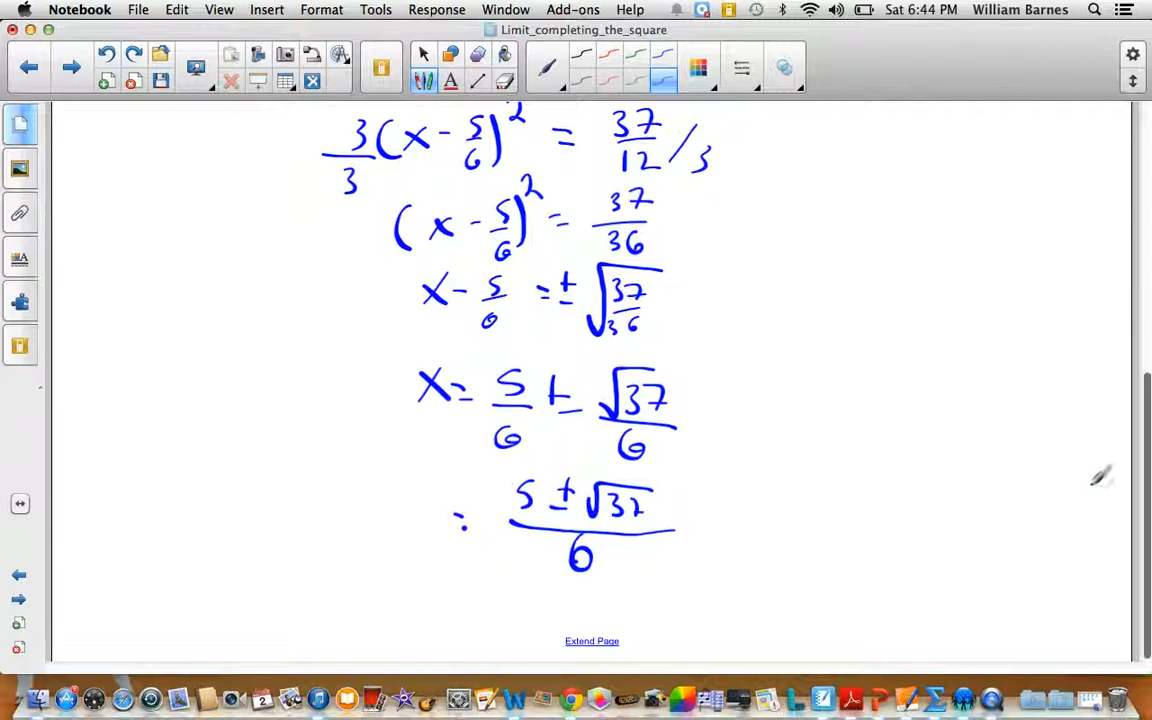 Notebook File Edit View Insert Format Tools Response Window Add-ons Help Sat 6:44 PM William Barnes
Limit_completing_the_square
3/3 (x - 5/6)^2 = 37/12 / 3
(x - 5/6)^2 = 37/36
x - 5/6 = ± √(37/36)
x = 5/6 ± √37/6
= (5 ± √37)/6
Extend Page